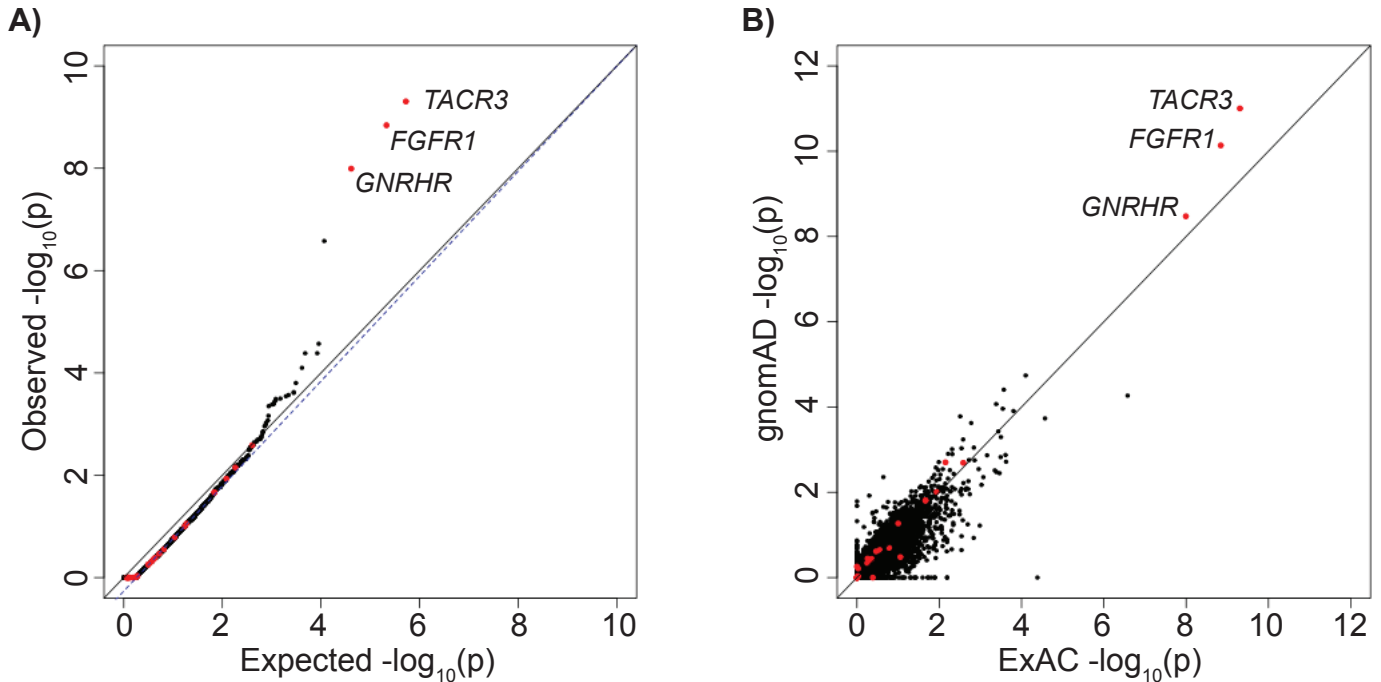 A)
10
8
6
4
2
0
Observed -log10(p)
TACR3
FGFR1
GNRHR
0 2 4 6 8 10
Expected -log10(p)
B)
12
10
8
6
4
2
0
gnomAD -log10(p)
TACR3
FGFR1
GNRHR
0 2 4 6 8 10 12
ExAC -log10(p)